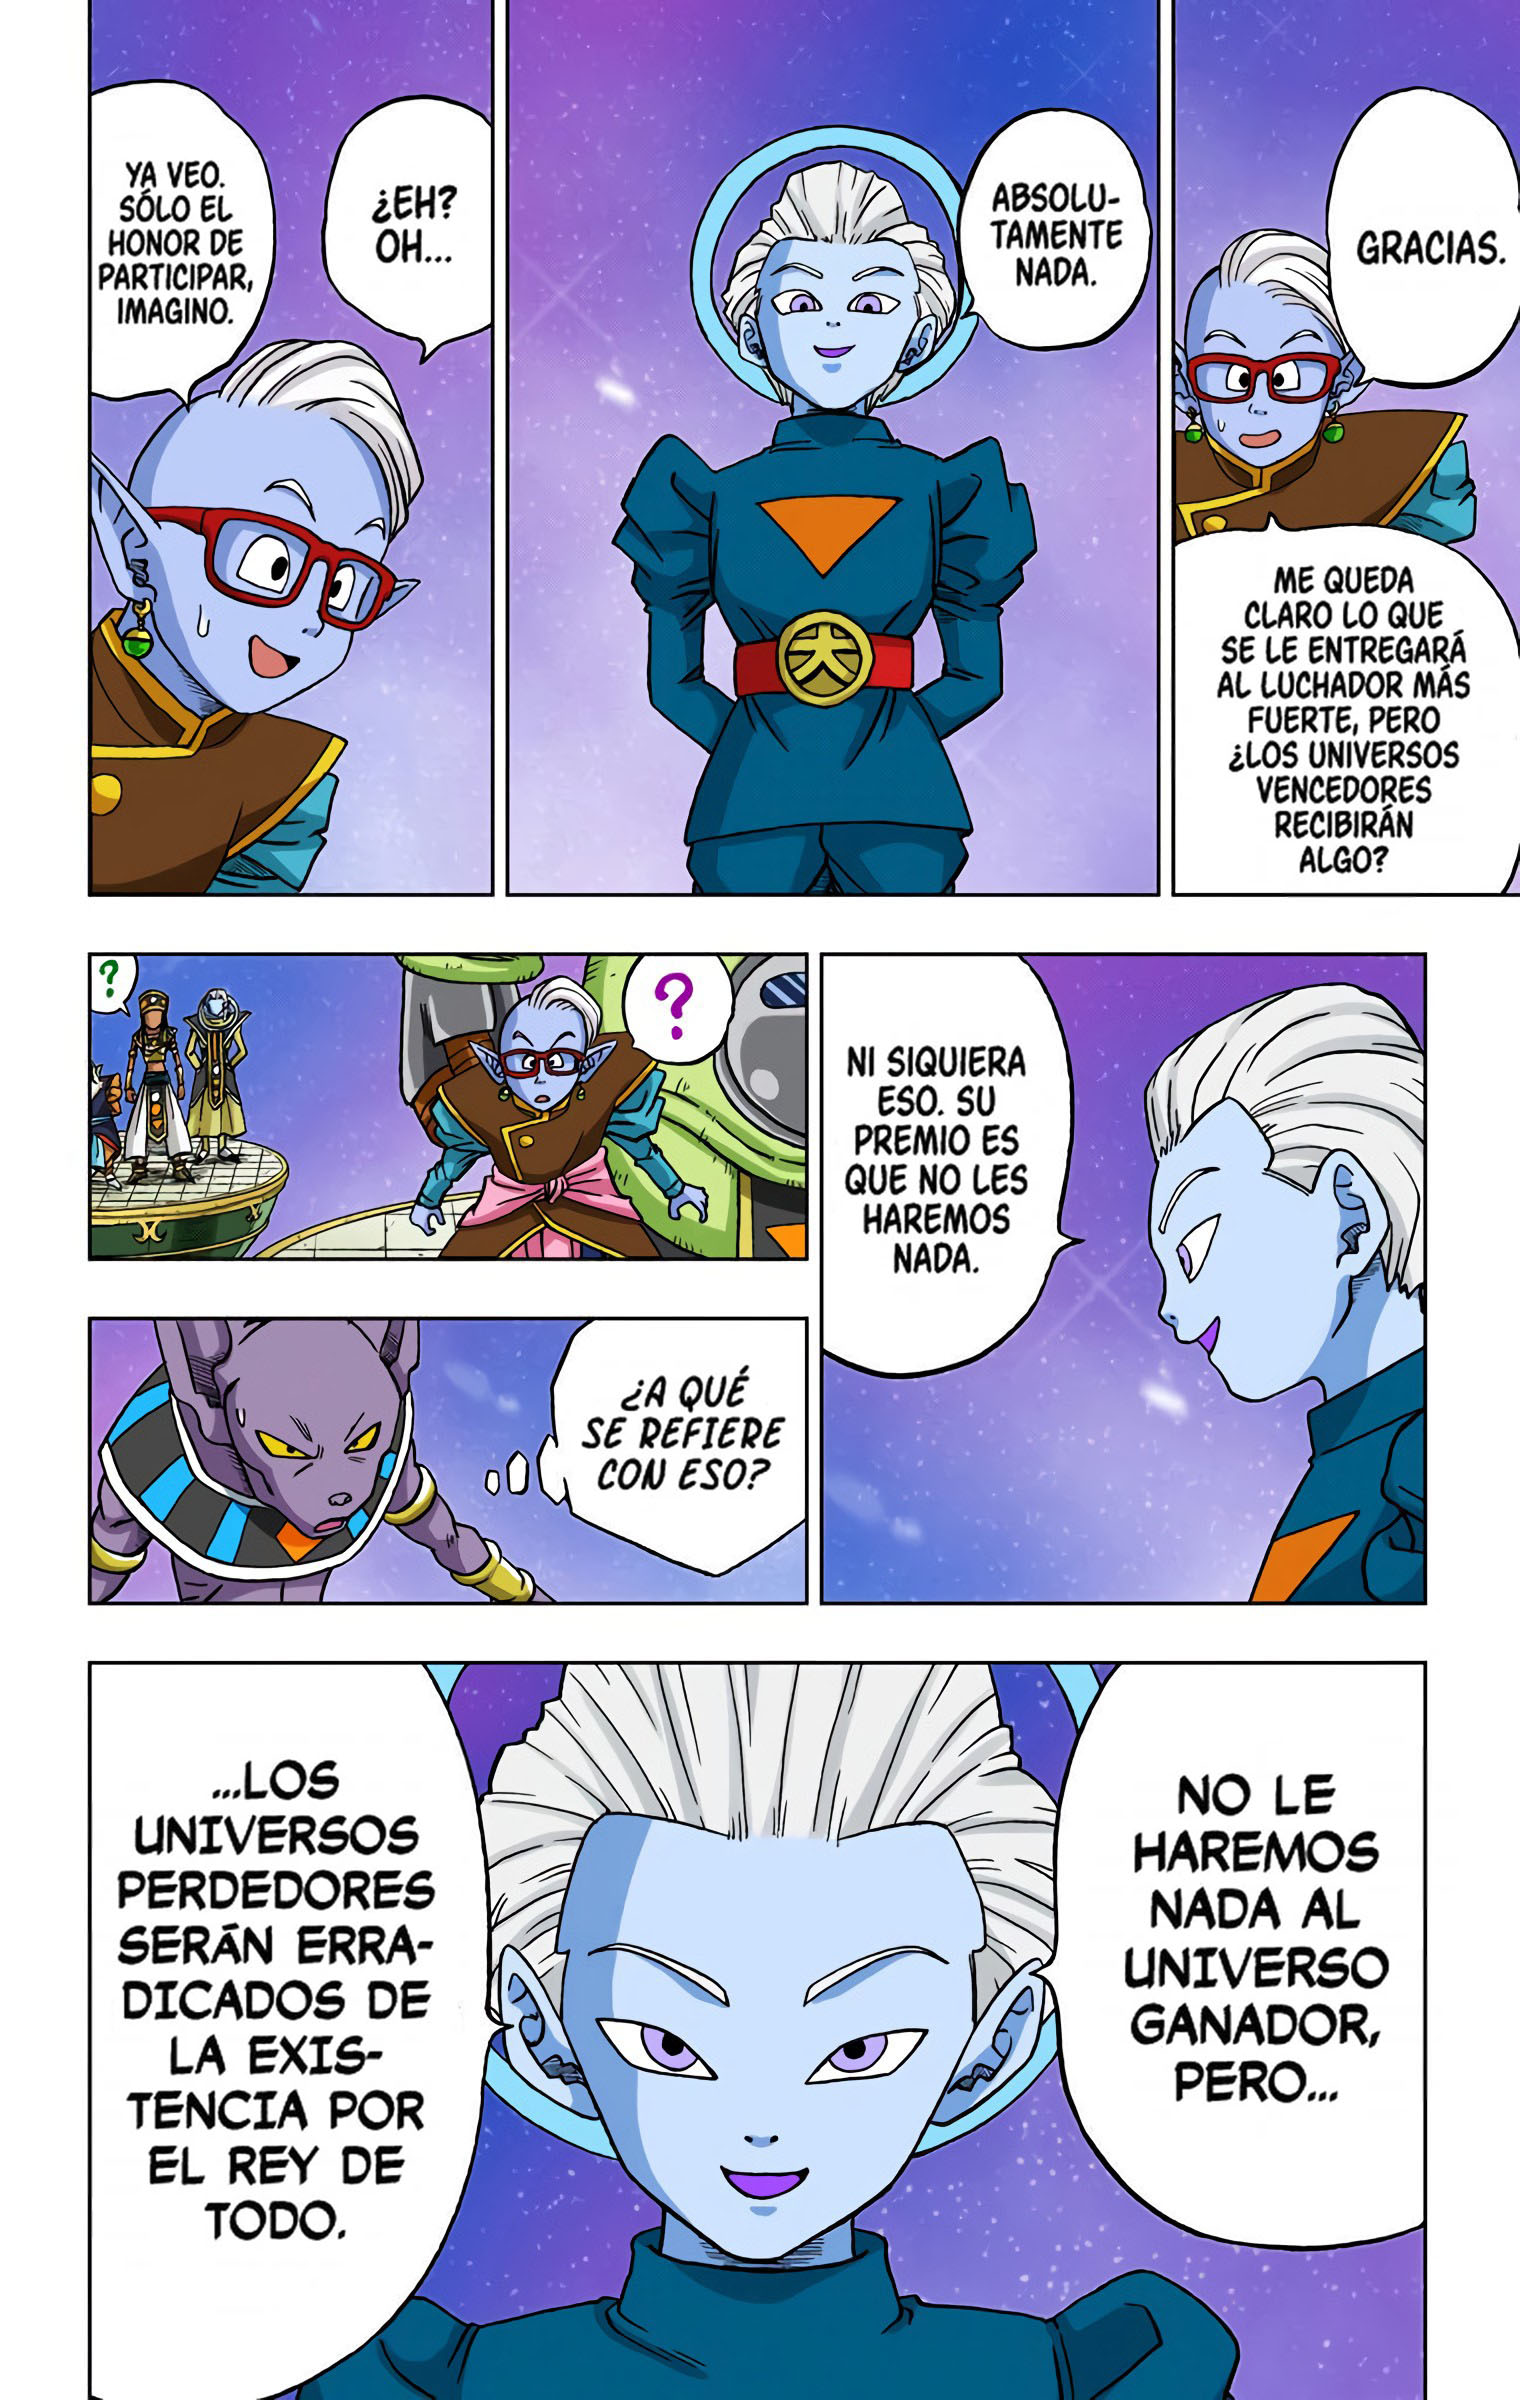 GRACIAS.
ME QUEDA
CLARO LO QUE
SE LE ENTREGARÁ
AL LUCHADOR MÁS
FUERTE, PERO
¿LOS UNIVERSOS
VENCEDORES
RECIBIRÁN
ALGO?
ABSOLU-
TAMENTE
NADA.
¿EH?
OH...
YA VEO.
SÓLO EL
HONOR DE
PARTICIPAR,
IMAGINO.
大
NI SIQUIERA
ESO. SU
PREMIO ES
QUE NO LES
HAREMOS
NADA.
?
?
¿A QUÉ
SE REFIERE
CON ESO?
NO LE
HAREMOS
NADA AL
UNIVERSO
GANADOR,
PERO...
...LOS
UNIVERSOS
PERDEDORES
SERÁN ERRA-
DICADOS DE
LA EXIS-
TENCIA POR
EL REY DE
TODO.